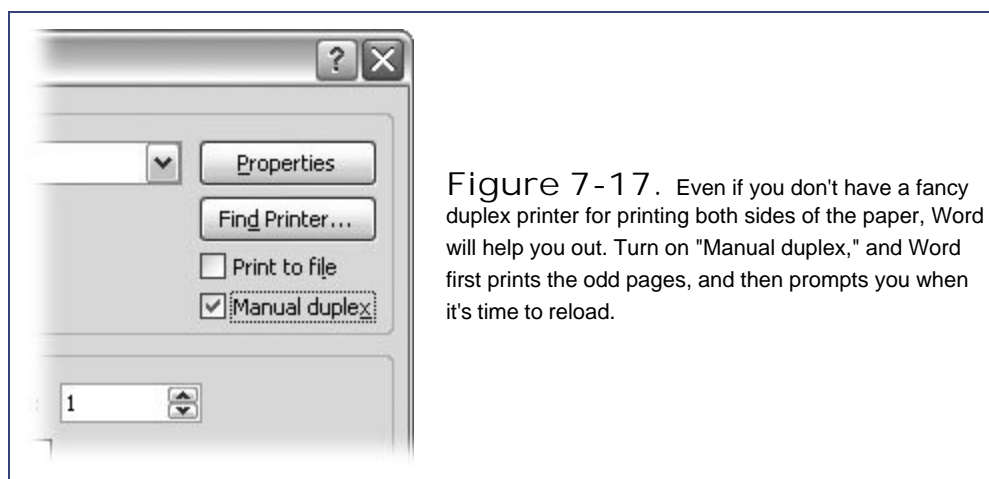 ?
Properties
Find Printer...
Print to file
Manual duplex
1
Figure 7-17. Even if you don't have a fancy
duplex printer for printing both sides of the paper, Word
will help you out. Turn on "Manual duplex," and Word
first prints the odd pages, and then prompts you when
it's time to reload.